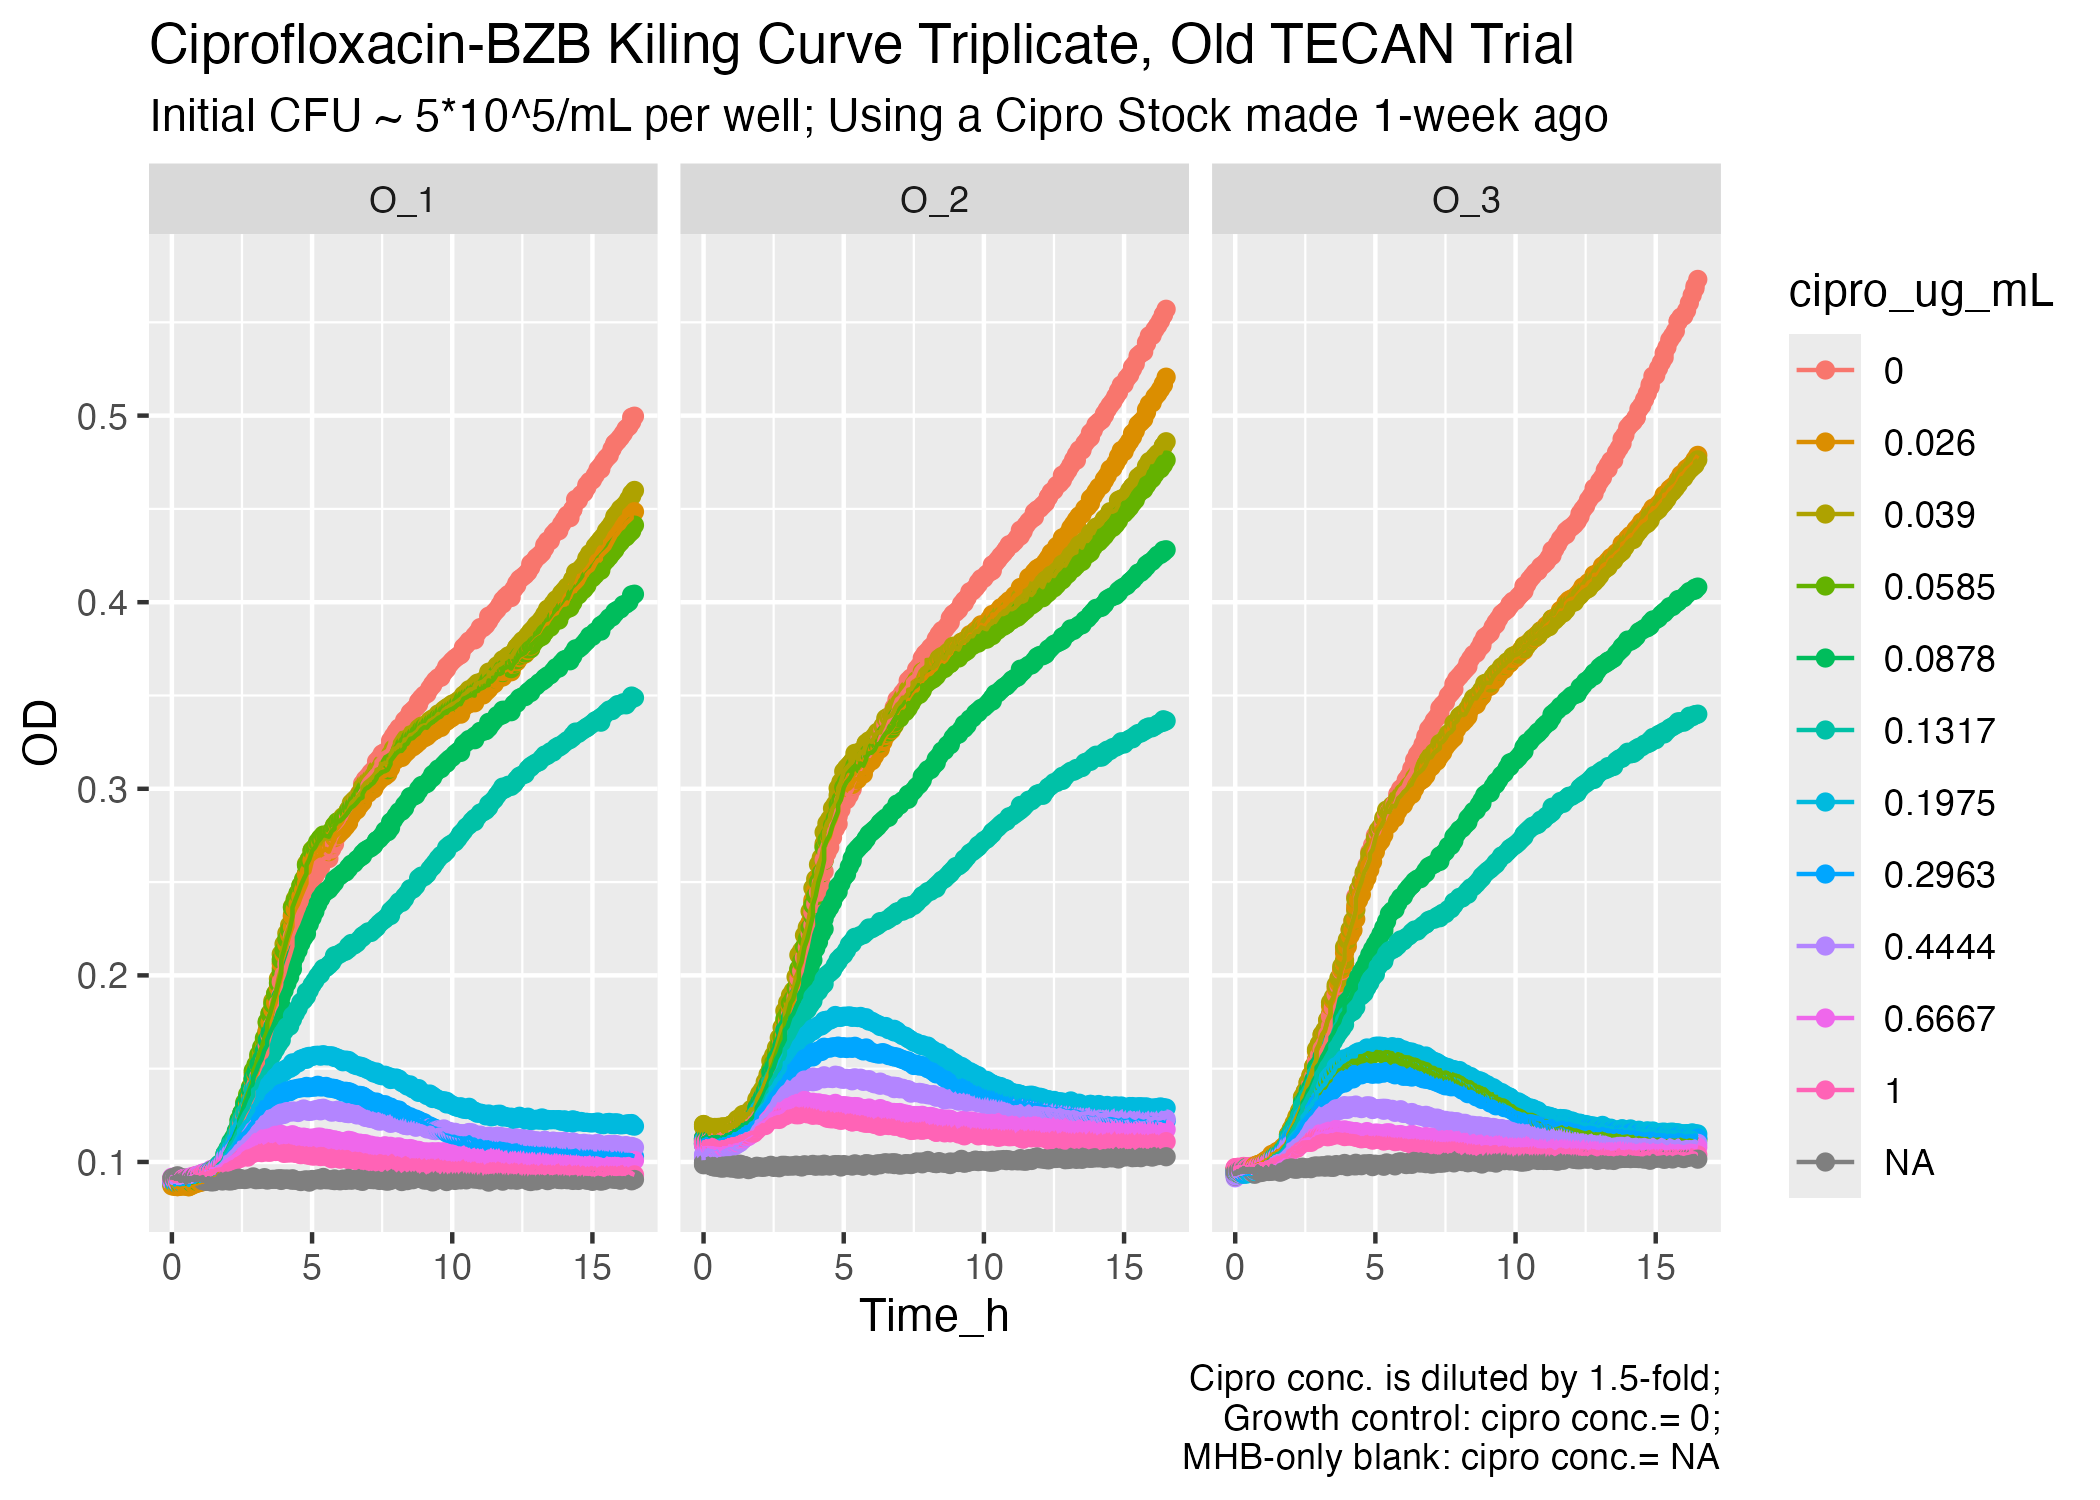 Ciprofloxacin-BZB Kiling Curve Triplicate, Old TECAN Trial
Initial CFU ~ 5*10^5/mL per well; Using a Cipro Stock made 1-week ago
O_1
O_2
O_3
OD
0.5
0.4
0.3
0.2
0.1
0 5 10 15
0 5 10 15
0 5 10 15
Time_h
cipro_ug_mL
0
0.026
0.039
0.0585
0.0878
0.1317
0.1975
0.2963
0.4444
0.6667
1
NA
Cipro conc. is diluted by 1.5-fold;
Growth control: cipro conc.= 0;
MHB-only blank: cipro conc.= NA